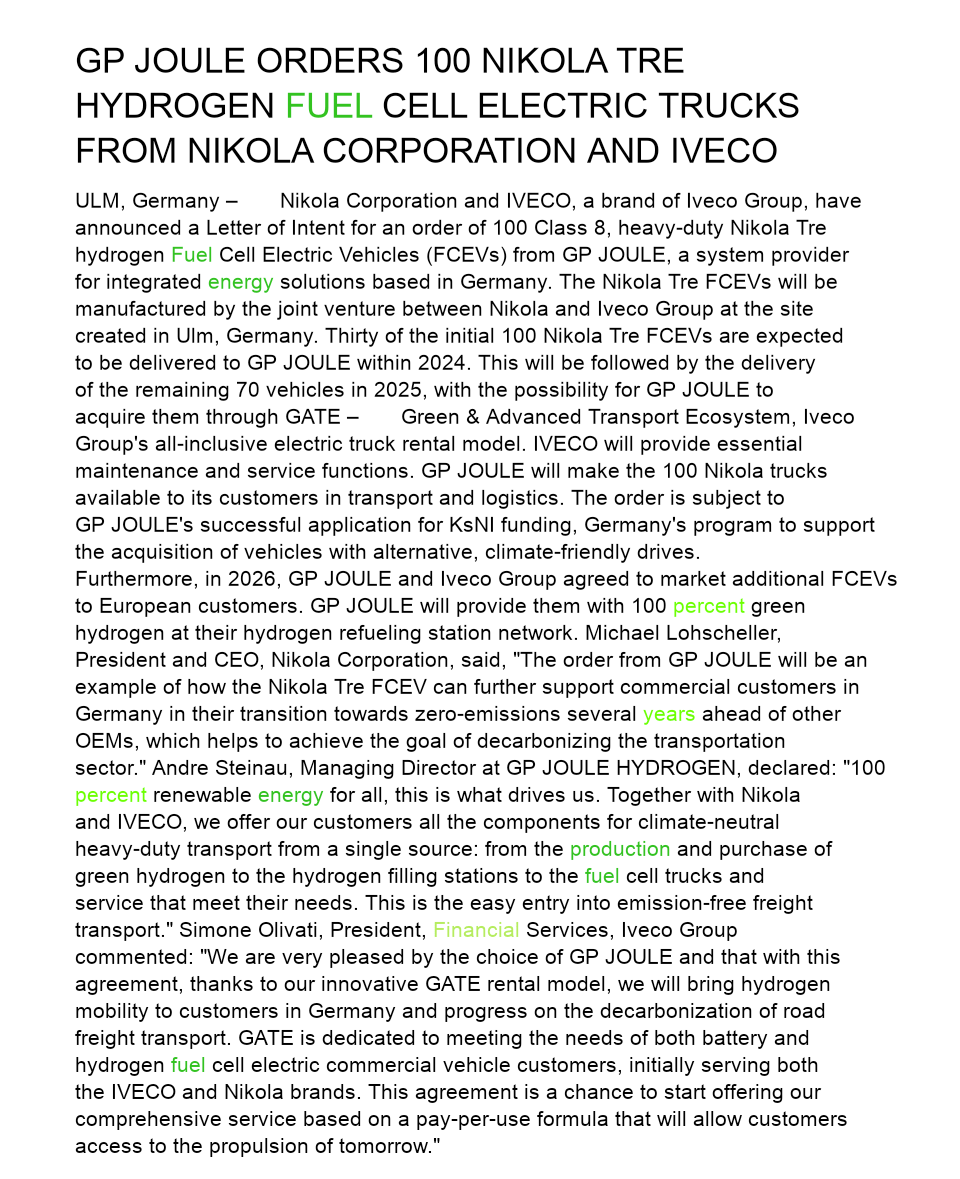 GP JOULE ORDERS 100 NIKOLA TRE
HYDROGEN FUEL CELL ELECTRIC TRUCKS
FROM NIKOLA CORPORATION AND IVECO
ULM, Germany – Nikola Corporation and IVECO, a brand of Iveco Group, have
announced a Letter of Intent for an order of 100 Class 8, heavy-duty Nikola Tre
hydrogen Fuel Cell Electric Vehicles (FCEVs) from GP JOULE, a system provider
for integrated energy solutions based in Germany. The Nikola Tre FCEVs will be
manufactured by the joint venture between Nikola and Iveco Group at the site
created in Ulm, Germany. Thirty of the initial 100 Nikola Tre FCEVs are expected
to be delivered to GP JOULE within 2024. This will be followed by the delivery
of the remaining 70 vehicles in 2025, with the possibility for GP JOULE to
acquire them through GATE – Green & Advanced Transport Ecosystem, Iveco
Group's all-inclusive electric truck rental model. IVECO will provide essential
maintenance and service functions. GP JOULE will make the 100 Nikola trucks
available to its customers in transport and logistics. The order is subject to
GP JOULE's successful application for KsNI funding, Germany's program to support
the acquisition of vehicles with alternative, climate-friendly drives.
Furthermore, in 2026, GP JOULE and Iveco Group agreed to market additional FCEVs
to European customers. GP JOULE will provide them with 100 percent green
hydrogen at their hydrogen refueling station network. Michael Lohscheller,
President and CEO, Nikola Corporation, said, "The order from GP JOULE will be an
example of how the Nikola Tre FCEV can further support commercial customers in
Germany in their transition towards zero-emissions several years ahead of other
OEMs, which helps to achieve the goal of decarbonizing the transportation
sector." Andre Steinau, Managing Director at GP JOULE HYDROGEN, declared: "100
percent renewable energy for all, this is what drives us. Together with Nikola
and IVECO, we offer our customers all the components for climate-neutral
heavy-duty transport from a single source: from the production and purchase of
green hydrogen to the hydrogen filling stations to the fuel cell trucks and
service that meet their needs. This is the easy entry into emission-free freight
transport." Simone Olivati, President, Financial Services, Iveco Group
commented: "We are very pleased by the choice of GP JOULE and that with this
agreement, thanks to our innovative GATE rental model, we will bring hydrogen
mobility to customers in Germany and progress on the decarbonization of road
freight transport. GATE is dedicated to meeting the needs of both battery and
hydrogen fuel cell electric commercial vehicle customers, initially serving both
the IVECO and Nikola brands. This agreement is a chance to start offering our
comprehensive service based on a pay-per-use formula that will allow customers
access to the propulsion of tomorrow."